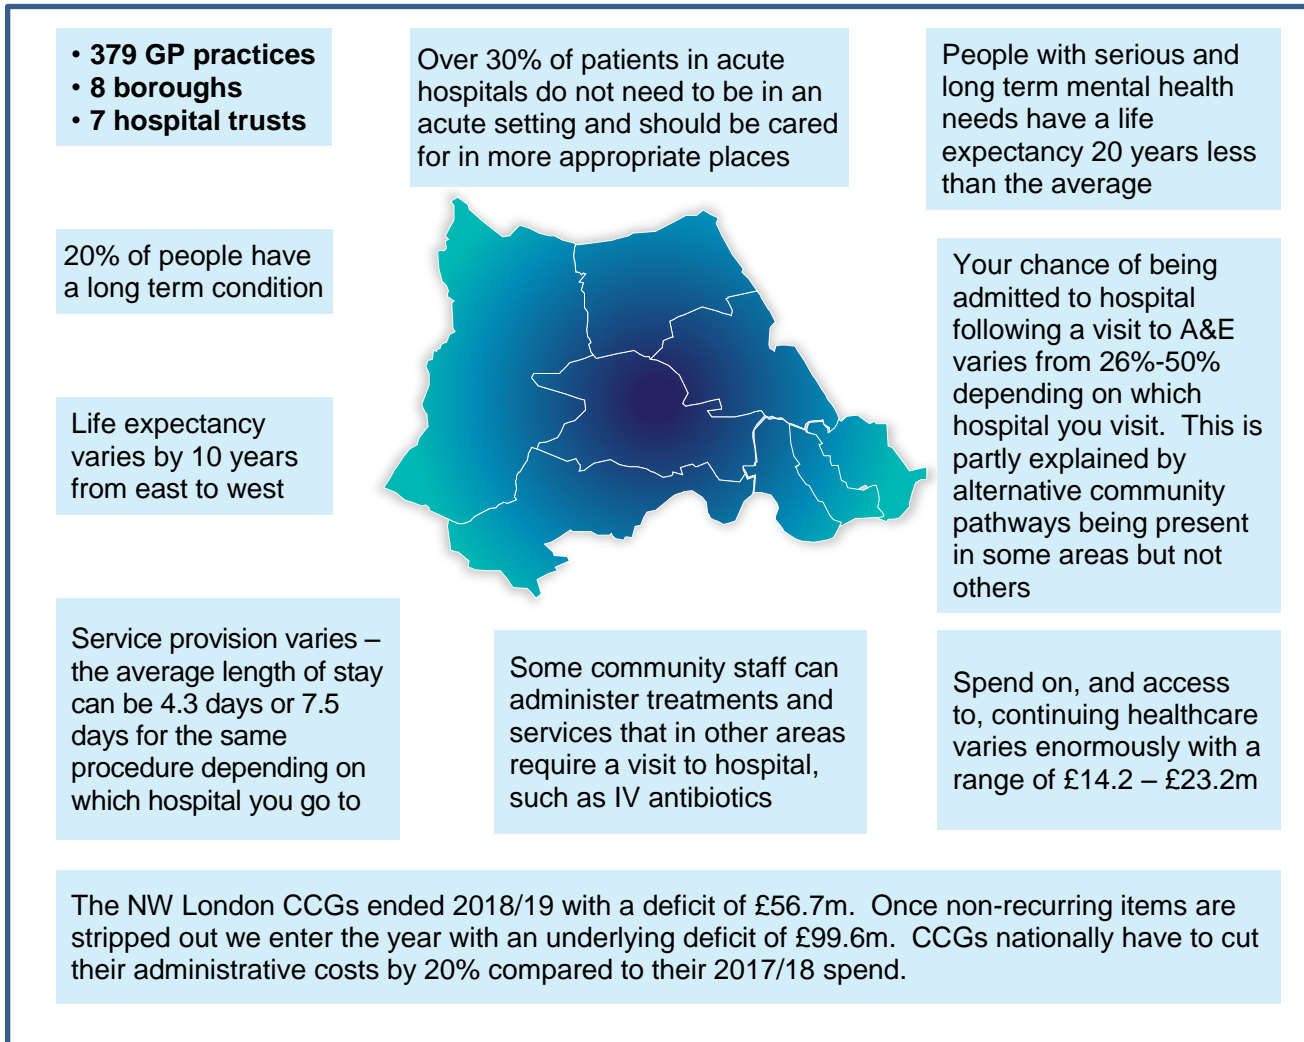 • 379 GP practices
• 8 boroughs
• 7 hospital trusts
Over 30% of patients in acute
hospitals do not need to be in an
acute setting and should be cared
for in more appropriate places
People with serious and
long term mental health
needs have a life
expectancy 20 years less
than the average
20% of people have
a long term condition
Your chance of being
admitted to hospital
following a visit to A&E
varies from 26%-50%
depending on which
hospital you visit.  This is
partly explained by
alternative community
pathways being present
in some areas but not
others
Life expectancy
varies by 10 years
from east to west
Service provision varies –
the average length of stay
can be 4.3 days or 7.5
days for the same
procedure depending on
which hospital you go to
Some community staff can
administer treatments and
services that in other areas
require a visit to hospital,
such as IV antibiotics
Spend on, and access
to, continuing healthcare
varies enormously with a
range of £14.2 – £23.2m
The NW London CCGs ended 2018/19 with a deficit of £56.7m.  Once non-recurring items are
stripped out we enter the year with an underlying deficit of £99.6m.  CCGs nationally have to cut
their administrative costs by 20% compared to their 2017/18 spend.